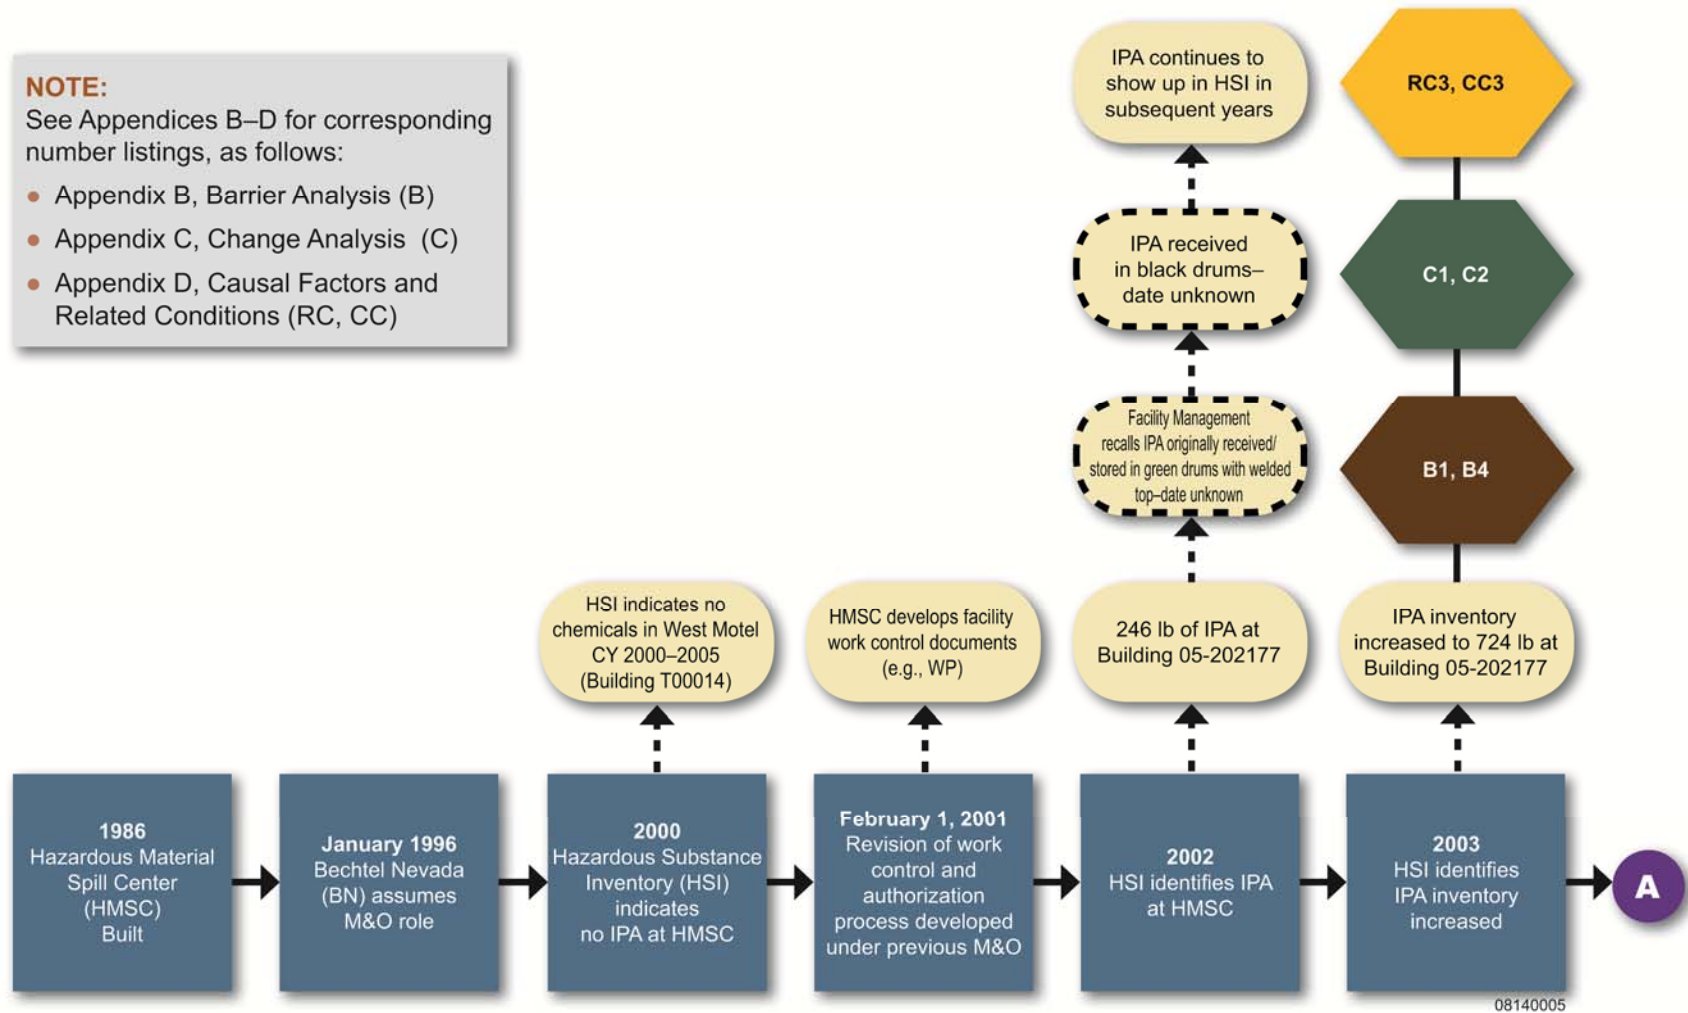 NOTE:
See Appendices B–D for corresponding
number listings, as follows:
● Appendix B, Barrier Analysis (B)
● Appendix C, Change Analysis (C)
● Appendix D, Causal Factors and
Related Conditions (RC, CC)
IPA continues to
show up in HSI in
subsequent years
RC3, CC3
IPA received
in black drums–
date unknown
C1, C2
Facility Management
recalls IPA originally received/
stored in green drums with welded
top–date unknown
B1, B4
HSI indicates no
chemicals in West Motel
CY 2000–2005
(Building T00014)
HMSC develops facility
work control documents
(e.g., WP)
246 lb of IPA at
Building 05-202177
IPA inventory
increased to 724 lb at
Building 05-202177
1986
Hazardous Material
Spill Center
(HMSC)
Built
January 1996
Bechtel Nevada
(BN) assumes
M&O role
2000
Hazardous Substance
Inventory (HSI)
indicates
no IPA at HMSC
February 1, 2001
Revision of work
control and
authorization
process developed
under previous M&O
2002
HSI identifies IPA
at HMSC
2003
HSI identifies
IPA inventory
increased
A
08140005